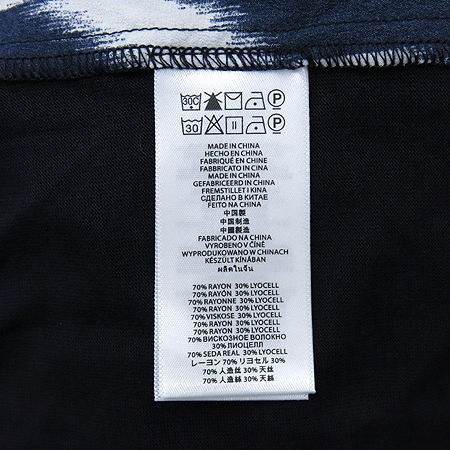 30C P
30 P
MADE IN CHINA
HECHO EN CHINA
FABRIQUÉ EN CHINE
FABBRICATO IN CINA
MADE IN CHINA
GEFABRICEERD IN CHINA
FREMSTILLET I KINA
СДЕЛАНО В КИТАЕ
FEITO NA CHINA
中国製
中国制造
中國製造
FABRICADO NA CHINA
VYROBENO V ČÍNĚ
WYPRODUKOWANO W CHINACH
KÉSZÜLT KÍNÁBAN
ผลิตในจีน
70% RAYON 30% LYOCELL
70% RAYÓN 30% LYOCELL
70% RAYONNE 30% LYOCELL
70% RAYON 30% LYOCELL
70% VISKOSE 30% LYOCELL
70% RAYON 30% LYOCELL
70% RAYON 30% LYOCELL
70% ВИСКОЗНОЕ ВОЛОКНО
30% ЛИОЦЕЛЛ
70% SEDA REAL 30% LYOCELL
レーヨン 70% リヨセル 30%
70% 人造丝 30% 天丝
70% 人造絲 30% 天絲